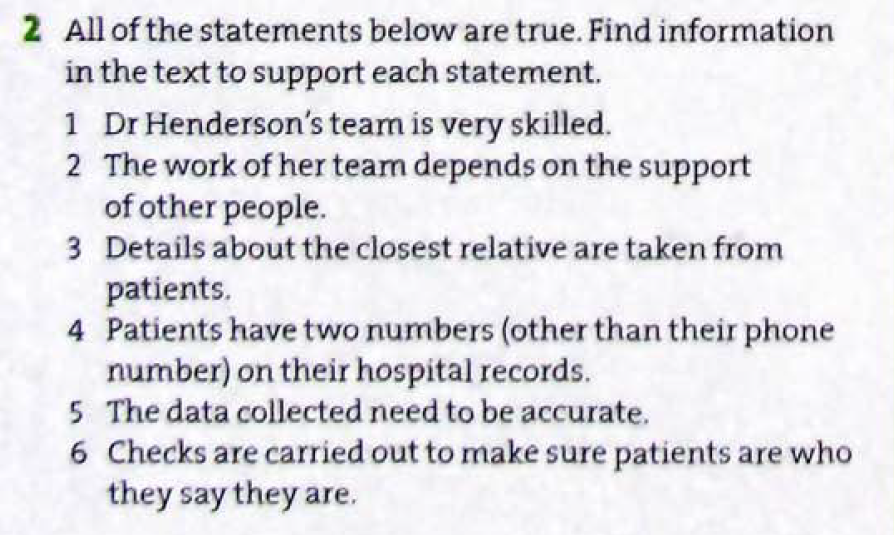 2 All of the statements below are true. Find information
in the text to support each statement.
1 Dr Henderson's team is very skilled.
2 The work of her team depends on the support
of other people.
3 Details about the closest relative are taken from
patients.
4 Patients have two numbers (other than their phone
number) on their hospital records.
5 The data collected need to be accurate.
6 Checks are carried out to make sure patients are who
they say they are.